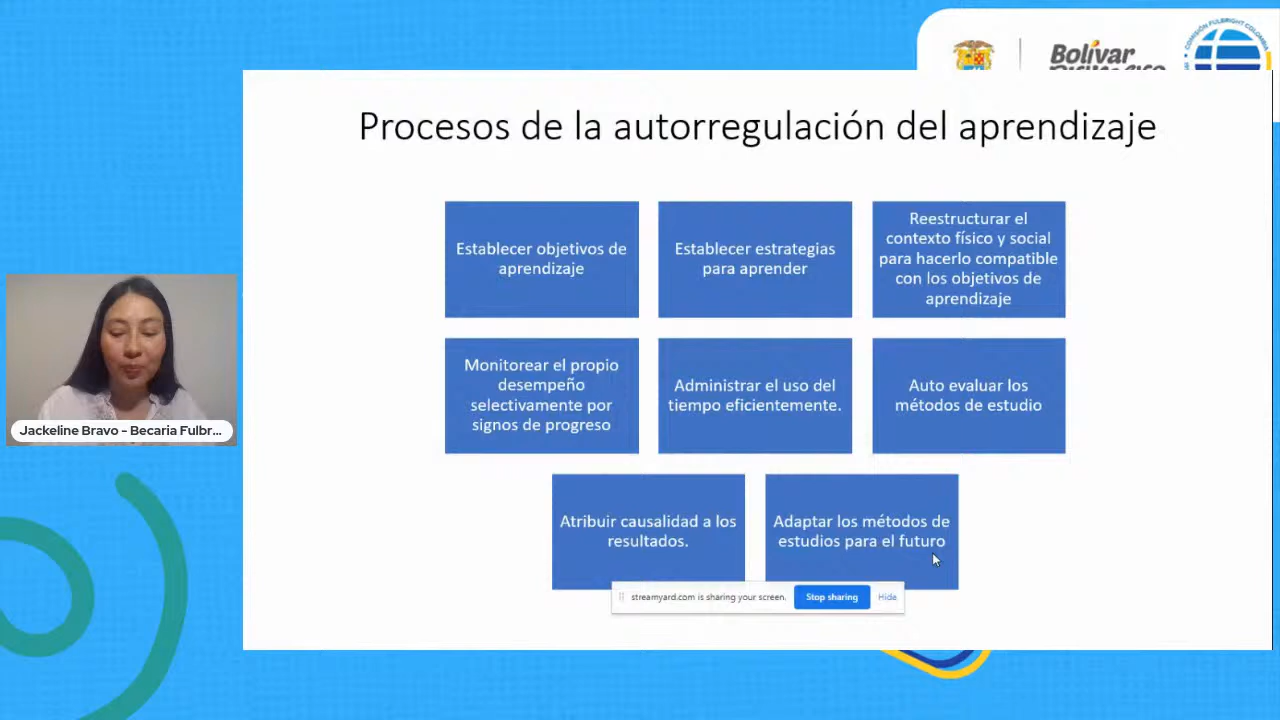 COMISIÓN FULBRIGHT COLOMBIA
Bolívar
Procesos de la autorregulación del aprendizaje
Establecer objetivos de
aprendizaje
Establecer estrategias
para aprender
Reestructurar el
contexto físico y social
para hacerlo compatible
con los objetivos de
aprendizaje
Monitorear el propio
desempeño
selectivamente por
signos de progreso
Administrar el uso del
tiempo eficientemente.
Auto evaluar los
métodos de estudio
Jackeline Bravo - Becaria Fulbr...
Atribuir causalidad a los
resultados.
Adaptar los métodos de
estudios para el futuro
streamyard.com is sharing your screen.
Stop sharing
Hide